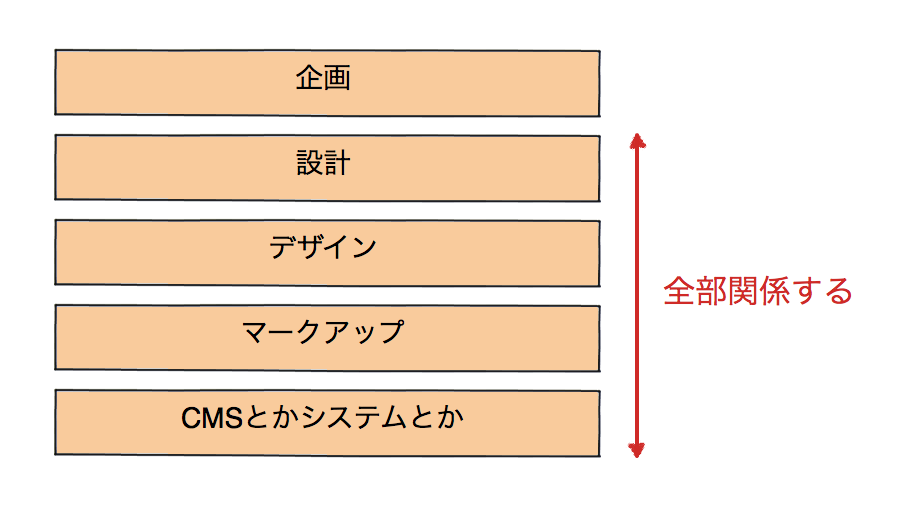 企画
設計
デザイン
マークアップ
CMSとかシステムとか
全部関係する